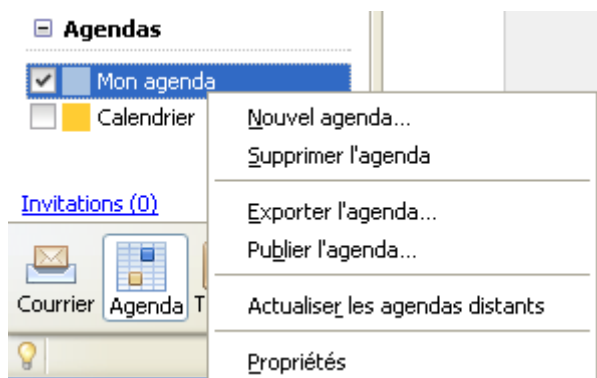 Agendas
Mon agenda
Calendrier
Nouvel agenda...
Supprimer l'agenda
Exporter l'agenda...
Publier l'agenda...
Actualiser les agendas distants
Propriétés
Invitations (0)
Courrier
Agenda
T